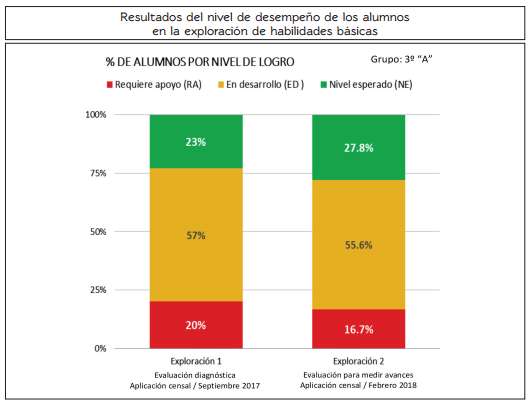 Resultados del nivel de desempeño de los alumnos
en la exploración de habilidades básicas
% DE ALUMNOS POR NIVEL DE LOGRO
Grupo: 3º “A”
Requiere apoyo (RA) En desarrollo (ED ) Nivel esperado (NE)
100%
23%
27.8%
75%
57%
55.6%
50%
25%
20%
16.7%
0%
Exploración 1 Exploración 2
Evaluación diagnóstica Evaluación para medir avances
Aplicación censal / Septiembre 2017 Aplicación censal / Febrero 2018